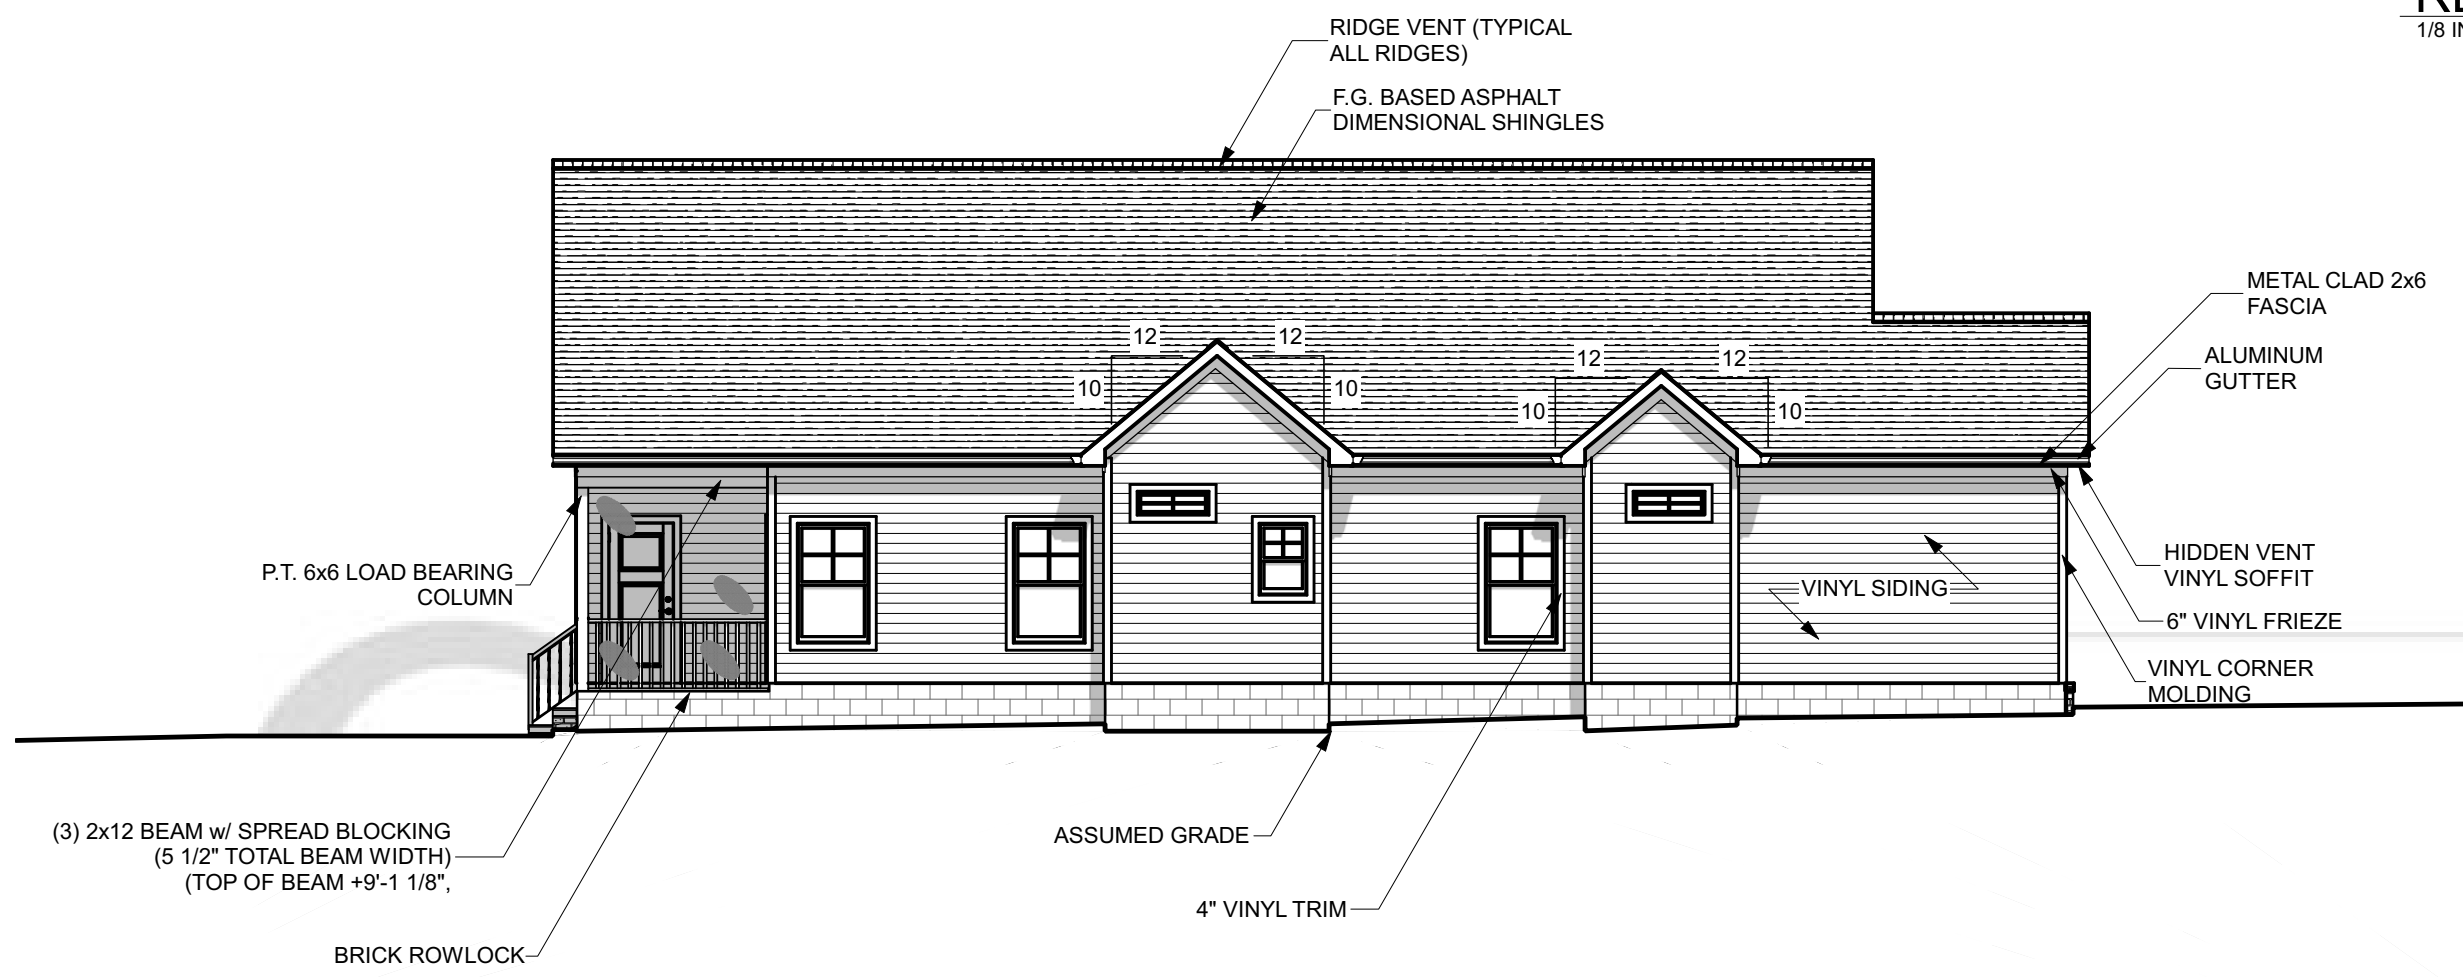 1/8 IN
RIDGE VENT (TYPICAL
ALL RIDGES)
F.G. BASED ASPHALT
DIMENSIONAL SHINGLES
METAL CLAD 2x6
FASCIA
12
12
12
12
ALUMINUM
GUTTER
10
10
10
10
HIDDEN VENT
VINYL SOFFIT
P.T. 6x6 LOAD BEARING
COLUMN
VINYL SIDING
6" VINYL FRIEZE
VINYL CORNER
MOLDING
(3) 2x12 BEAM w/ SPREAD BLOCKING
(5 1/2" TOTAL BEAM WIDTH)
(TOP OF BEAM +9'-1 1/8",
ASSUMED GRADE
4" VINYL TRIM
BRICK ROWLOCK